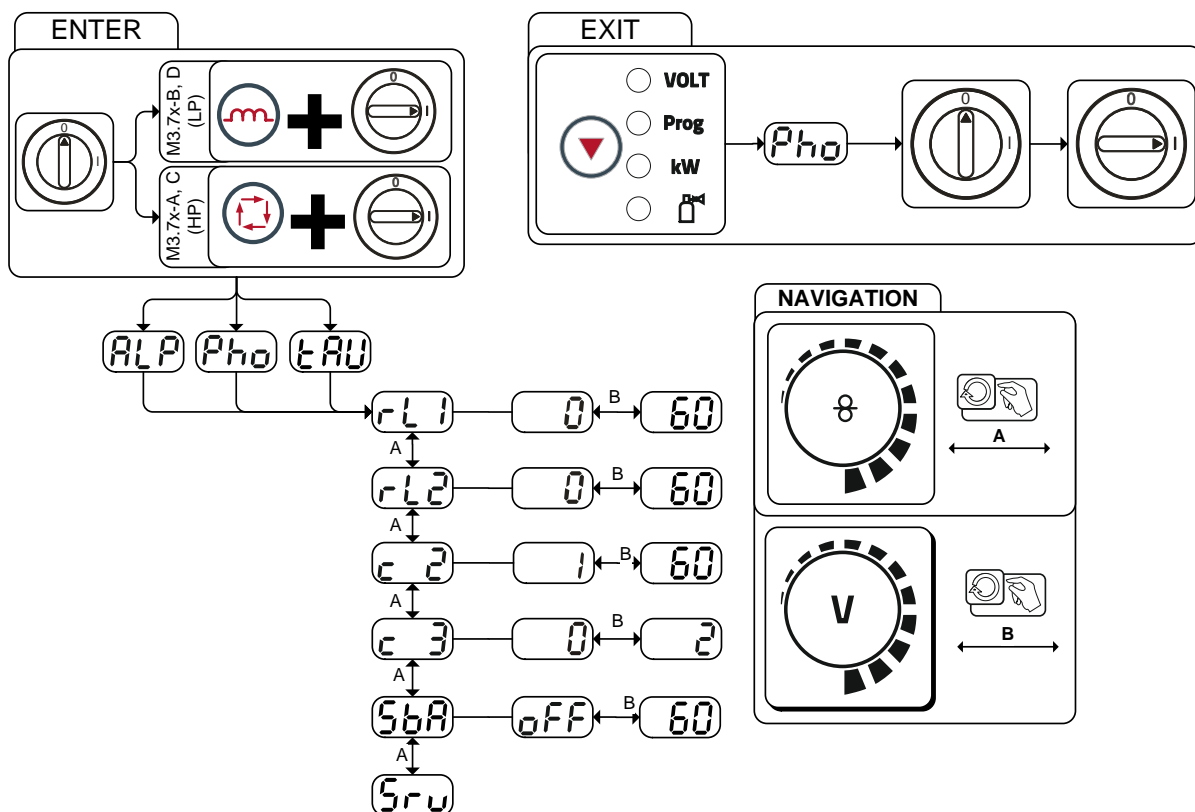 ENTER
M3.7x-B, D
(LP)
0
I
0
I
M3.7x-A, C
(HP)
0
I
EXIT
VOLT
Prog
kW
Pho
0
I
0
I
ALP
Pho
tAU
rL1
0
B
60
A
rL2
0
B
60
A
c 2
1
B
60
A
c 3
0
B
2
A
SbA
oFF
B
60
A
Srv
NAVIGATION
A
V
B